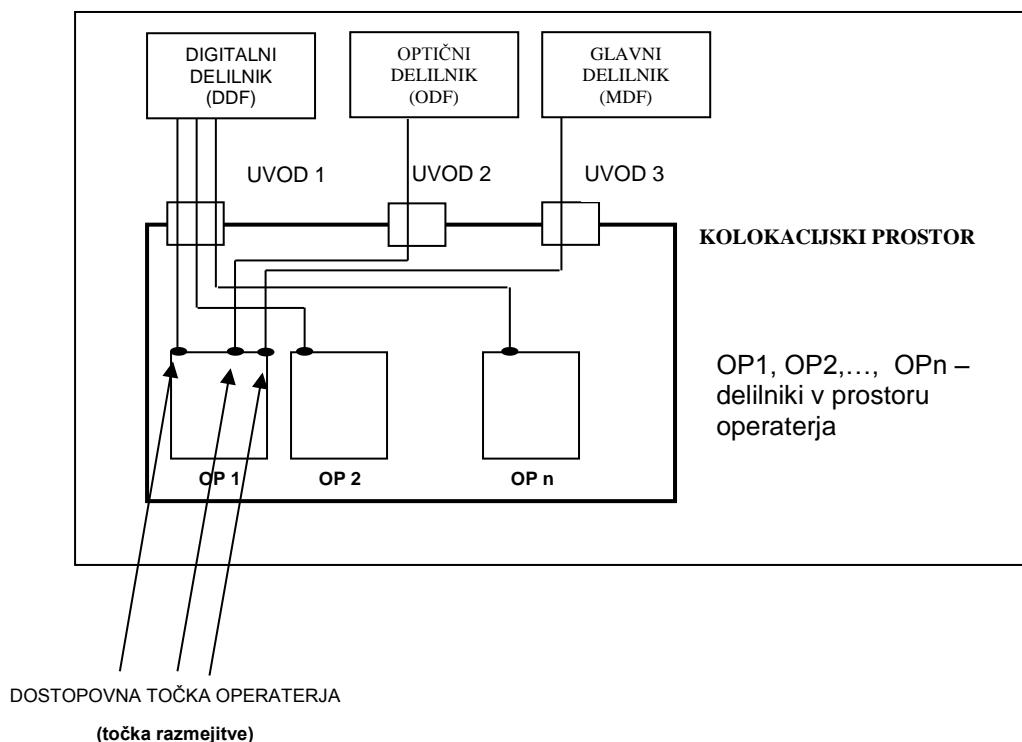 DIGITALNI
DELILNIK
(DDF)
OPTIČNI
DELILNIK
(ODF)
GLAVNI
DELILNIK
(MDF)
UVOD 1
UVOD 2
UVOD 3
KOLOKACIJSKI PROSTOR
OP1, OP2,…, OPn –
delilniki v prostoru
operaterja
OP 1
OP 2
OP n
DOSTOPOVNA TOČKA OPERATERJA
(točka razmejitve)